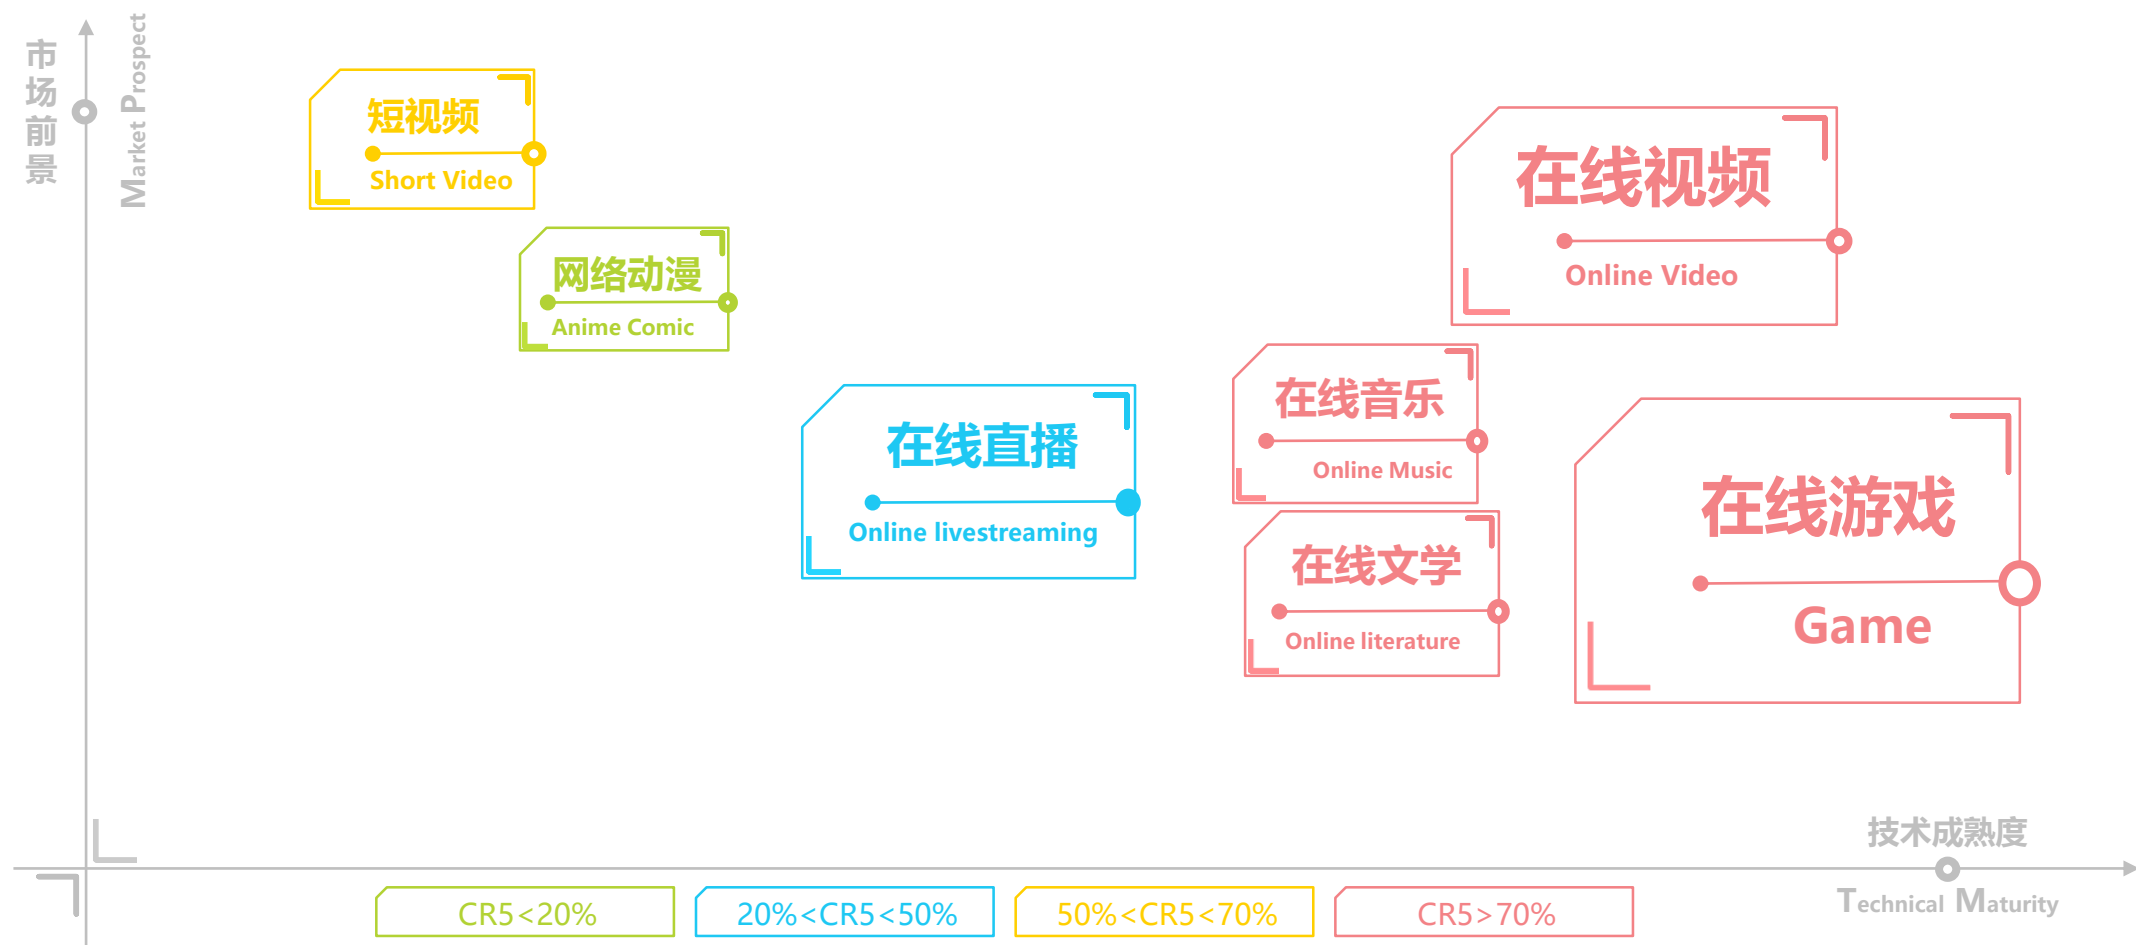 市场前景
Market Prospect
短视频
Short Video
网络动漫
Anime Comic
在线视频
Online Video
在线直播
Online livestreaming
在线音乐
Online Music
在线文学
Online literature
在线游戏
Game
技术成熟度
Technical Maturity
CR5<20%
20%<CR5<50%
50%<CR5<70%
CR5>70%